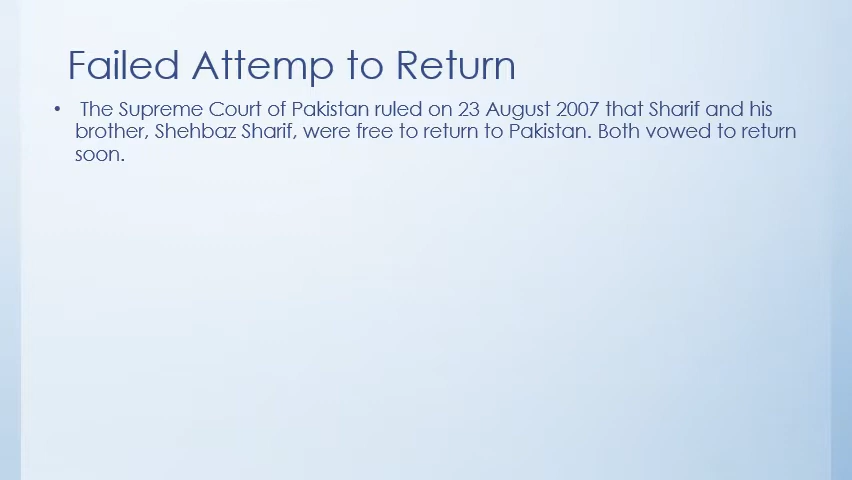 Failed Attemp to Return
• The Supreme Court of Pakistan ruled on 23 August 2007 that Sharif and his
brother, Shehbaz Sharif, were free to return to Pakistan. Both vowed to return
soon.